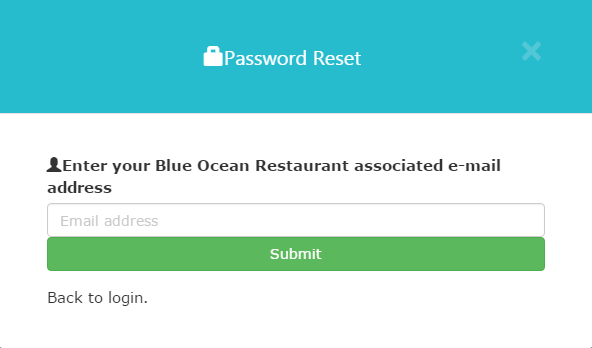 Password Reset
Enter your Blue Ocean Restaurant associated e-mail
address
Email address
Submit
Back to login.